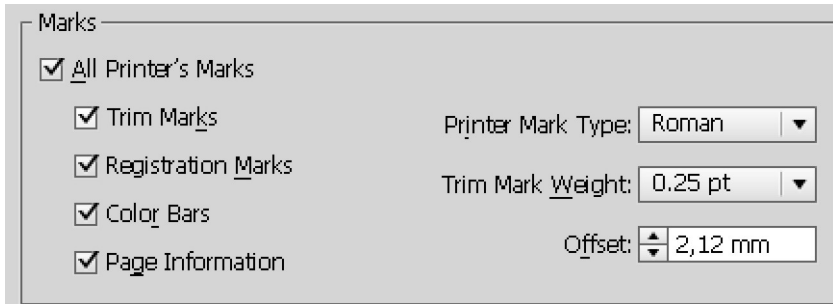 Marks
All Printer's Marks
Trim Marks
Printer Mark Type: Roman
Registration Marks
Trim Mark Weight: 0.25 pt
Color Bars
Offset: 2,12 mm
Page Information